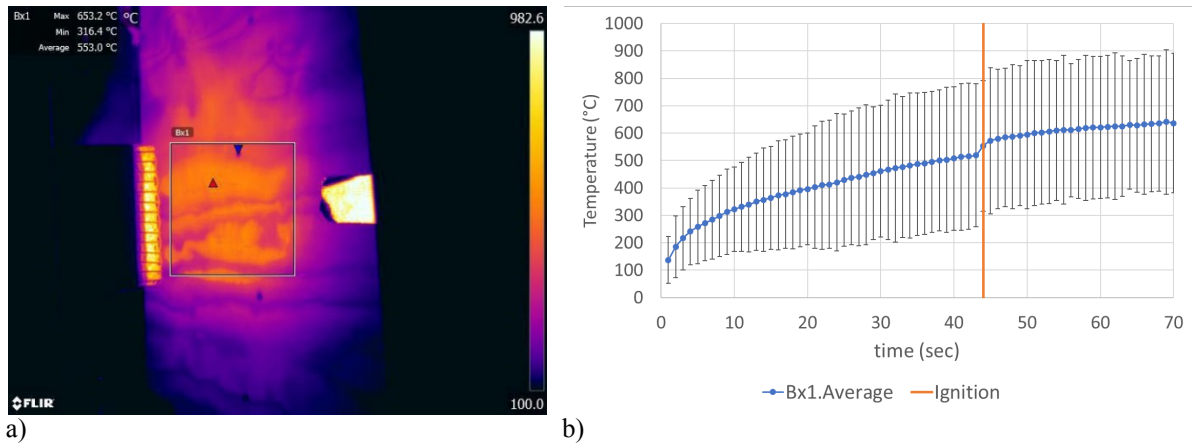 Bx1 Max 653.2 °C °C
Min 316.4 °C
Average 553.0 °C
982.6
Bx1
100.0
FLIR
a)
1000
900
800
700
600
500
400
300
200
100
0
Temperature (°C)
0 10 20 30 40 50 60 70
time (sec)
Bx1.Average Ignition
b)